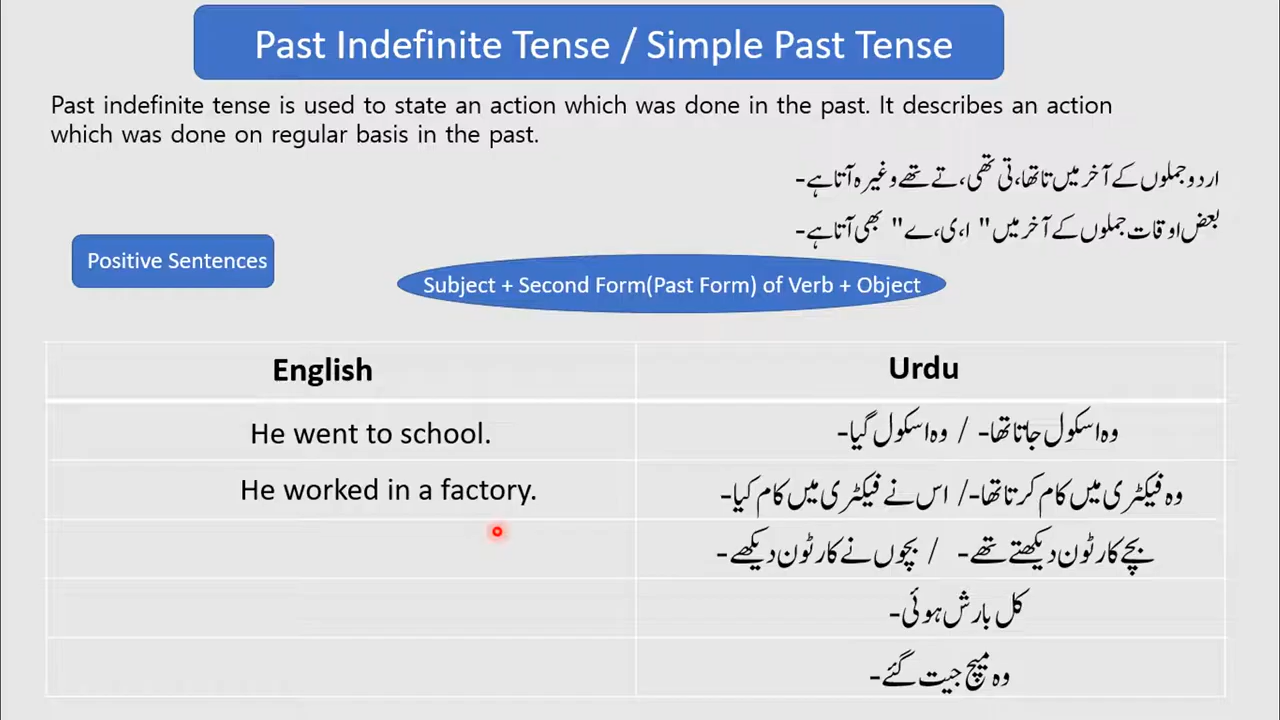 Past Indefinite Tense / Simple Past Tense
Past indefinite tense is used to state an action which was done in the past. It describes an action
which was done on regular basis in the past.
اردو جملوں کے آخر میں تا تھا، تی تھی، تے تھے وغیرہ آتا ہے-
بعض اوقات جملوں کے آخر میں " ا، ی، ے" بھی آتا ہے-
Positive Sentences
Subject + Second Form(Past Form) of Verb + Object
English
Urdu
He went to school.
وہ اسکول جاتا تھا- / وہ اسکول گیا-
He worked in a factory.
وہ فیکٹری میں کام کرتا تھا-/ اس نے فیکٹری میں کام کیا-
بچے کارٹون دیکھتے تھے- / بچوں نے کارٹون دیکھے-
کل بارش ہوئی-
وہ میچ جیت گئے-